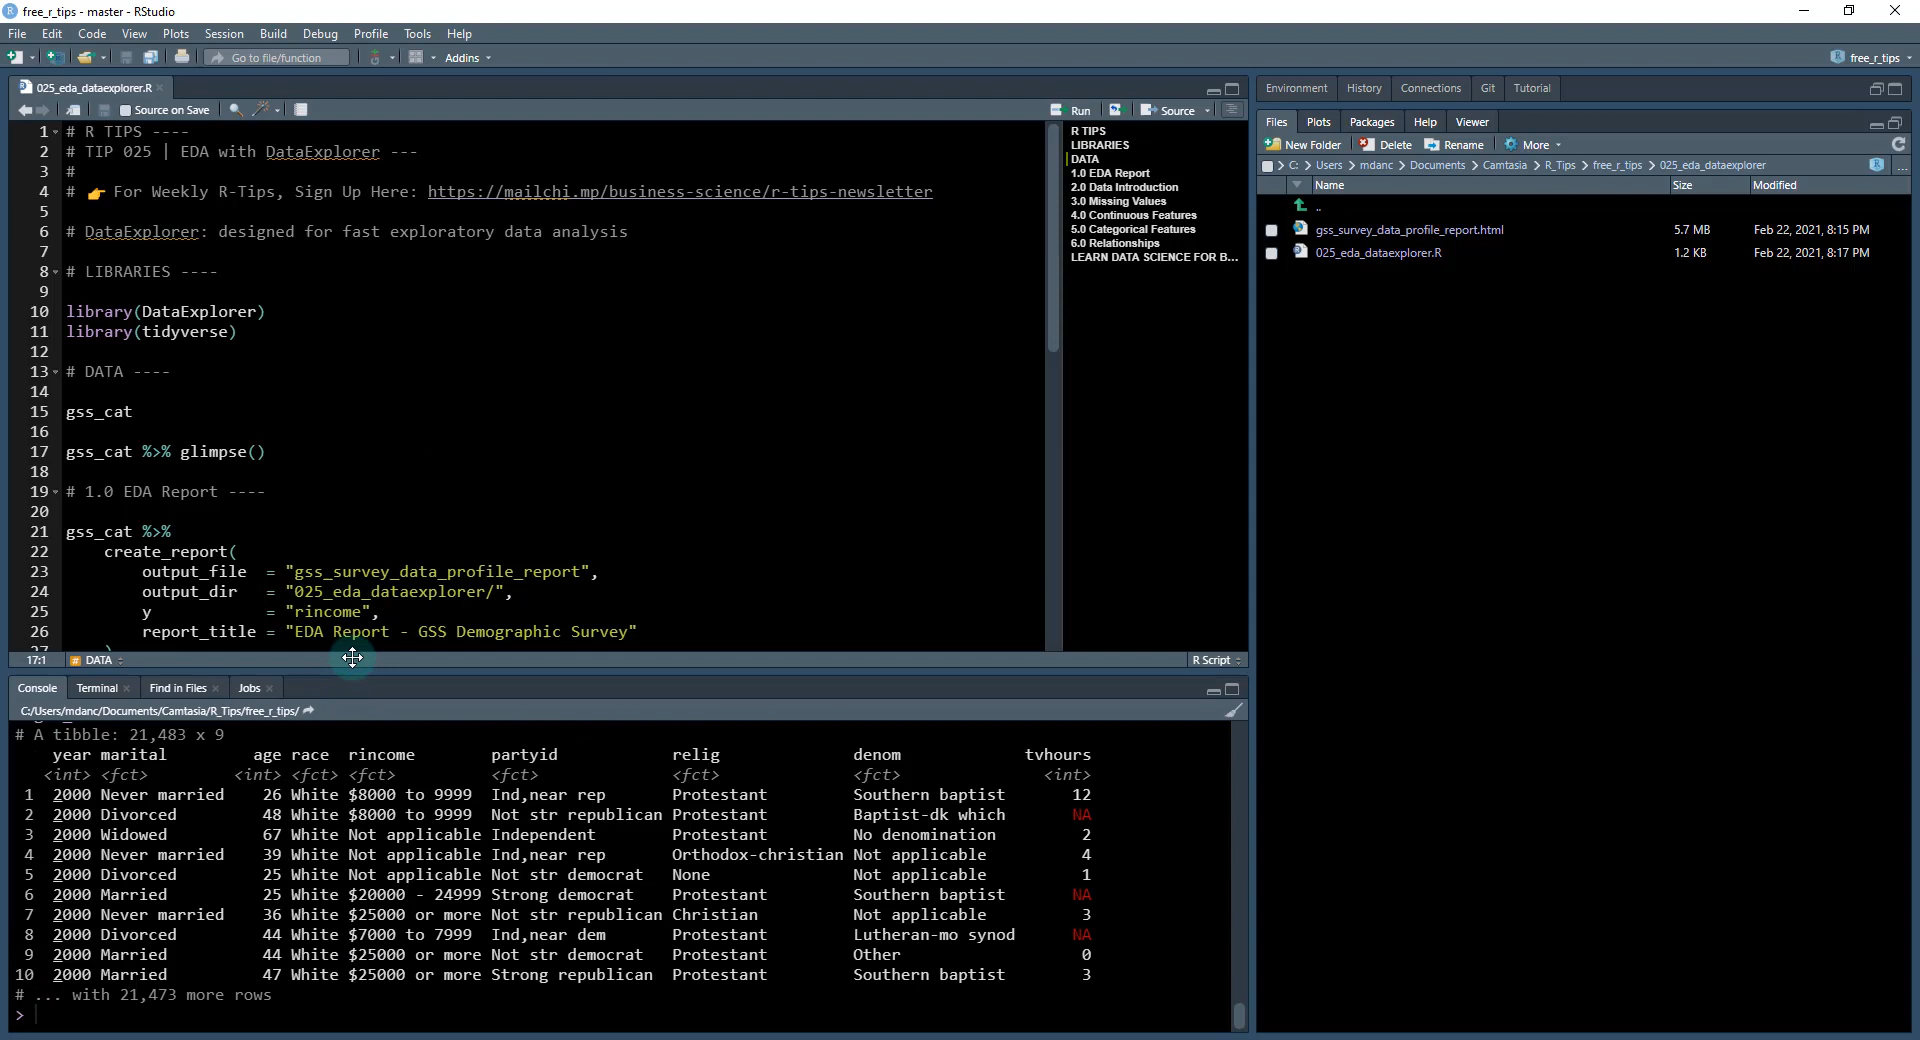 free_r_tips - master - RStudio
File Edit Code View Plots Session Build Debug Profile Tools Help
Go to file/function Addins free_r_tips
025_eda_dataexplorer.R
Source on Save Run Source
1 # R TIPS ----
2 # TIP 025 | EDA with DataExplorer ---
3 #
4 # 👉 For Weekly R-Tips, Sign Up Here: https://mailchi.mp/business-science/r-tips-newsletter
5
6 # DataExplorer: designed for fast exploratory data analysis
7
8 # LIBRARIES ----
9
10 library(DataExplorer)
11 library(tidyverse)
12
13 # DATA ----
14
15 gss_cat
16
17 gss_cat %>% glimpse()
18
19 # 1.0 EDA Report ----
20
21 gss_cat %>%
22 create_report(
23 output_file = "gss_survey_data_profile_report",
24 output_dir = "025_eda_dataexplorer/",
25 y = "rincome",
26 report_title = "EDA Report - GSS Demographic Survey"
27 )
17:1 # DATA R Script
R TIPS
LIBRARIES
DATA
1.0 EDA Report
2.0 Data Introduction
3.0 Missing Values
4.0 Continuous Features
5.0 Categorical Features
6.0 Relationships
LEARN DATA SCIENCE FOR B...
Console Terminal Find in Files Jobs
C:/Users/mdanc/Documents/Camtasia/R_Tips/free_r_tips/
# A tibble: 21,483 x 9
year marital age race rincome partyid relig denom tvhours
<int> <fct> <int> <fct> <fct> <fct> <fct> <fct> <int>
1 2000 Never married 26 White $8000 to 9999 Ind,near rep Protestant Southern baptist 12
2 2000 Divorced 48 White $8000 to 9999 Not str republican Protestant Baptist-dk which NA
3 2000 Widowed 67 White Not applicable Independent Protestant No denomination 2
4 2000 Never married 39 White Not applicable Ind,near rep Orthodox-christian Not applicable 4
5 2000 Divorced 25 White Not applicable Not str democrat None Not applicable 1
6 2000 Married 25 White $20000 - 24999 Strong democrat Protestant Southern baptist NA
7 2000 Never married 36 White $25000 or more Not str republican Christian Not applicable 3
8 2000 Divorced 44 White $7000 to 7999 Ind,near dem Protestant Lutheran-mo synod NA
9 2000 Married 44 White $25000 or more Not str democrat Protestant Other 0
10 2000 Married 47 White $25000 or more Strong republican Protestant Southern baptist 3
# ... with 21,473 more rows
>
Environment History Connections Git Tutorial
Files Plots Packages Help Viewer
New Folder Delete Rename More
C: > Users > mdanc > Documents > Camtasia > R_Tips > free_r_tips > 025_eda_dataexplorer ...
Name Size Modified
..
gss_survey_data_profile_report.html 5.7 MB Feb 22, 2021, 8:15 PM
025_eda_dataexplorer.R 1.2 KB Feb 22, 2021, 8:17 PM